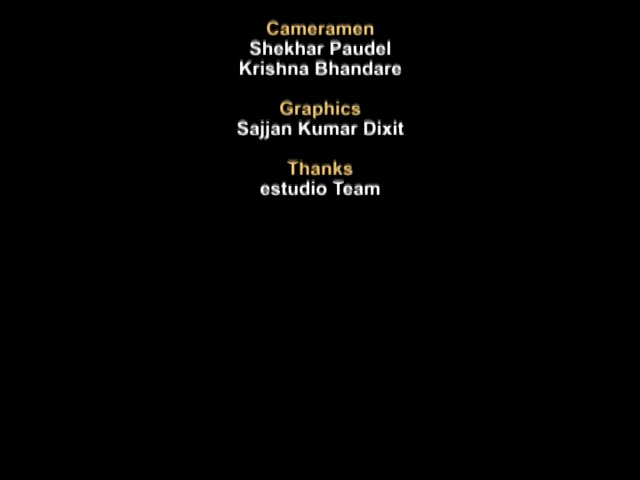 Cameramen
Shekhar Paudel
Krishna Bhandare
Graphics
Sajjan Kumar Dixit
Thanks
estudio Team